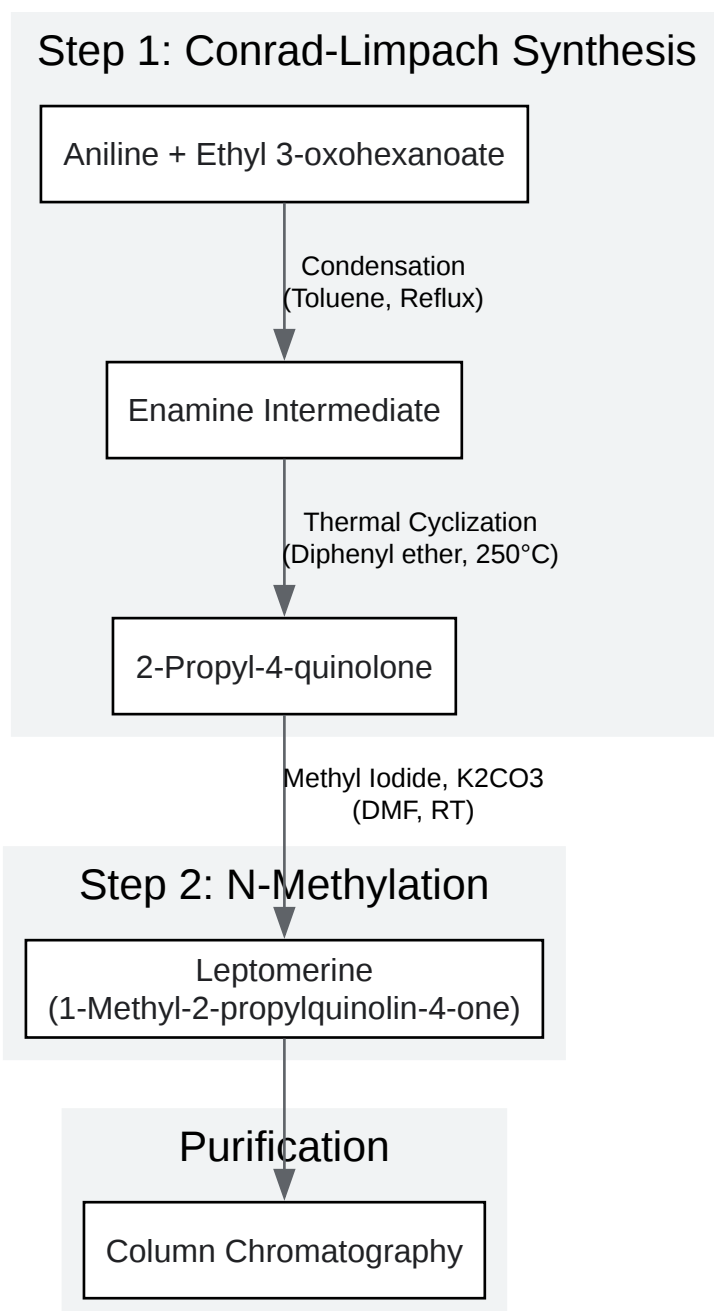 Step 1: Conrad-Limpach Synthesis
Aniline + Ethyl 3-oxohexanoate
Condensation
(Toluene, Reflux)
Enamine Intermediate
Thermal Cyclization
(Diphenyl ether, 250°C)
2-Propyl-4-quinolone
Methyl Iodide, K2CO3
(DMF, RT)
Step 2: N-Methylation
Leptomerine
(1-Methyl-2-propylquinolin-4-one)
Purification
Column Chromatography